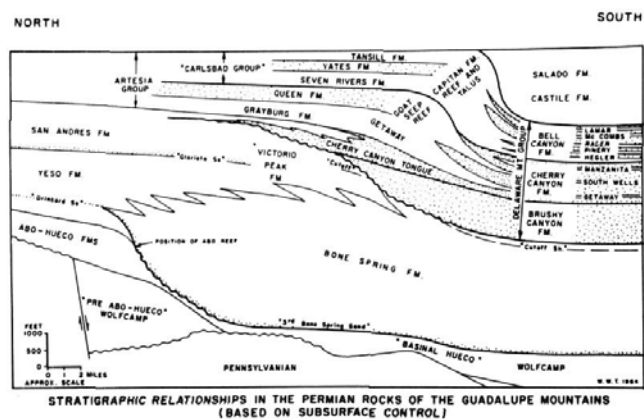 NORTH
SOUTH
TANSILL FM.
"CARLSBAD GROUP"
YATES FM.
ARTESIA
GROUP
SEVEN RIVERS FM.
QUEEN FM.
GRAYBURG FM.
GOAT SEEP
REEF
CAPITAN FM.
REEF AND
TALUS
SALADO FM.
CASTILE FM.
GETAWAY
SAN ANDRES FM
CHERRY CANYON TONGUE
"Glorieta Ss"
"VICTORIO
PEAK
FM
"Cutoff"
DELAWARE MT. GROUP
BELL
CANYON
FM.
LAMAR
Mc COMBS
RADER
PINERY
HEGLER
CHERRY
CANYON
FM.
MANZANITA
SOUTH WELLS
GETAWAY
BRUSHY
CANYON
FM.
YESO FM.
"Drinkard Ss"
"Cutoff Sh."
ABO-HUECO FMS
POSITION OF ABO REEF
BONE SPRING FM.
"PRE ABO-HUECO"
WOLFCAMP
"3rd Bone Spring Sand"
"BASINAL HUECO"
WOLFCAMP
PENNSYLVANIAN
FEET
1000
500
0
0 1 2 MILES
APPROX. SCALE
W.W.T. 1964
STRATIGRAPHIC RELATIONSHIPS IN THE PERMIAN ROCKS OF THE GUADALUPE MOUNTAINS
(BASED ON SUBSURFACE CONTROL)